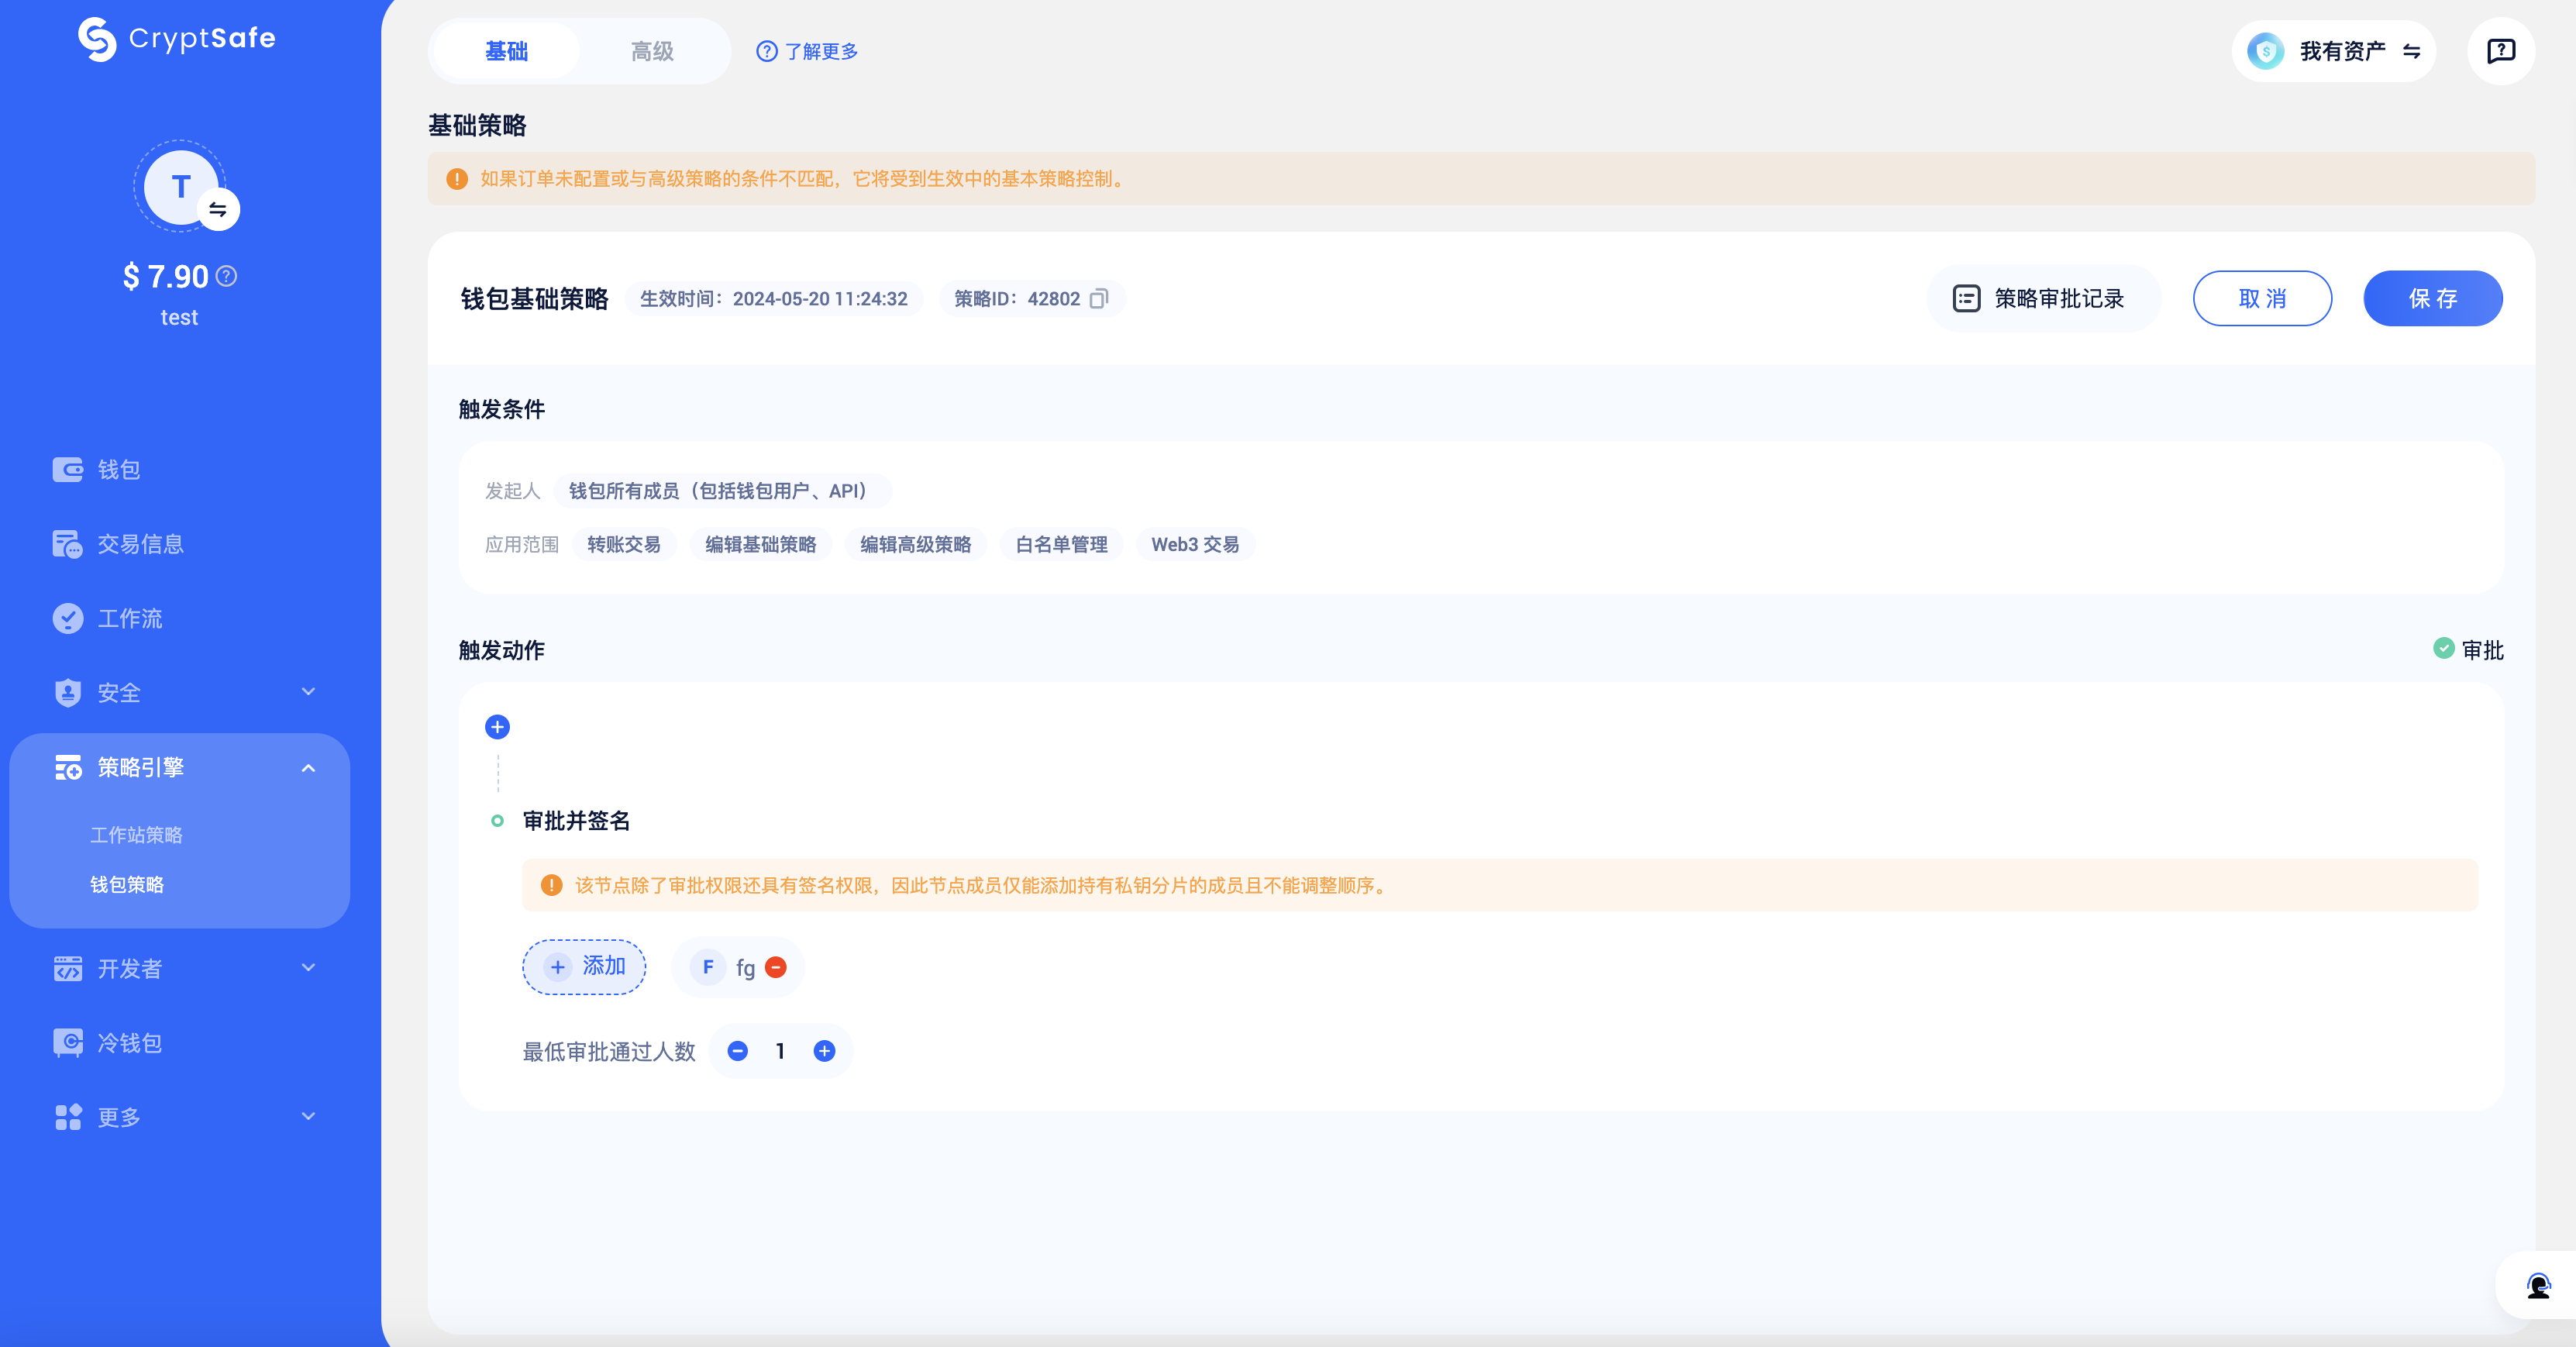 CryptSafe
T
$ 7.90
test
钱包
交易信息
工作流
安全
策略引擎
工作站策略
钱包策略
开发者
冷钱包
更多
基础 高级 了解更多
我有资产
基础策略
如果订单未配置或与高级策略的条件不匹配，它将受到生效中的基本策略控制。
钱包基础策略 生效时间：2024-05-20 11:24:32 策略ID：42802
策略审批记录 取消 保存
触发条件
发起人 钱包所有成员（包括钱包用户、API）
应用范围 转账交易 编辑基础策略 编辑高级策略 白名单管理 Web3 交易
触发动作 审批
审批并签名
该节点除了审批权限还具有签名权限，因此节点成员仅能添加持有私钥分片的成员且不能调整顺序。
添加 F fg
最低审批通过人数 1